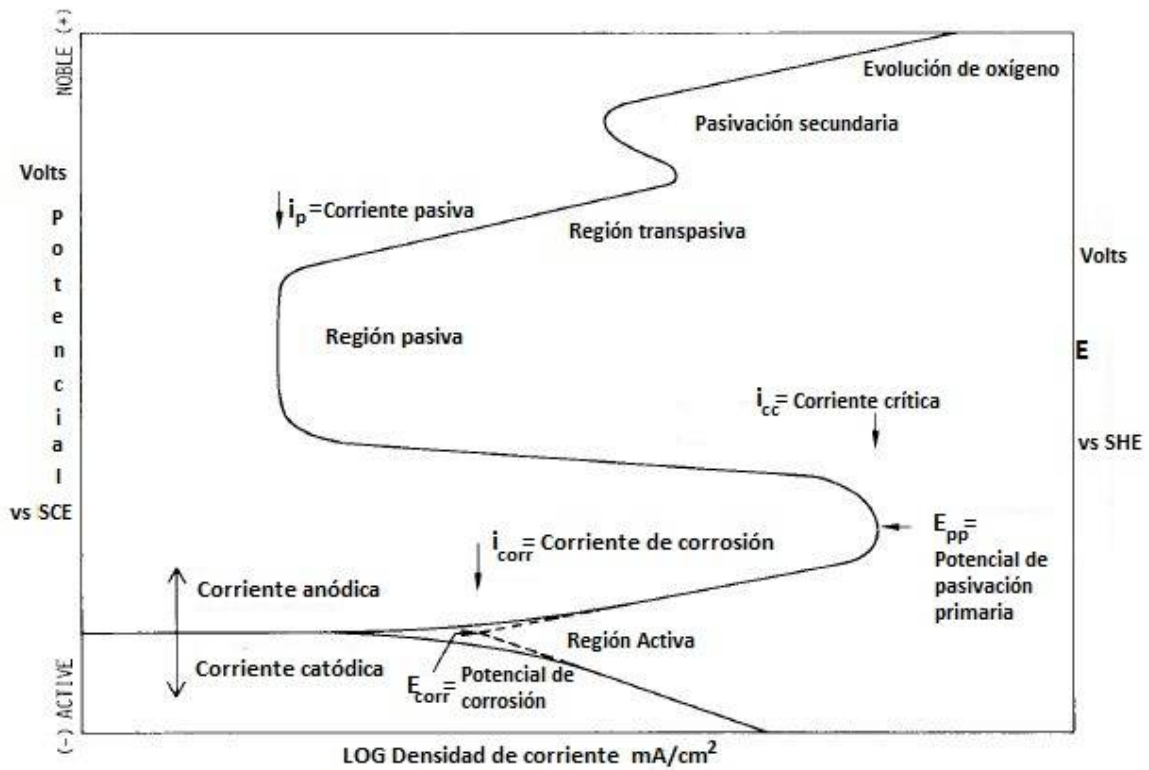 NOBLE (+)
Evolución de oxígeno
Pasivación secundaria
Volts
Potencial
vs SCE
ip=Corriente pasiva
Región transpasiva
Volts
E
vs SHE
Región pasiva
icc= Corriente crítica
Epp=
Potencial de
pasivación
primaria
icorr= Corriente de corrosión
Corriente anódica
Región Activa
Corriente catódica
Ecorr= Potencial de
corrosión
(-) ACTIVE
LOG Densidad de corriente mA/cm²